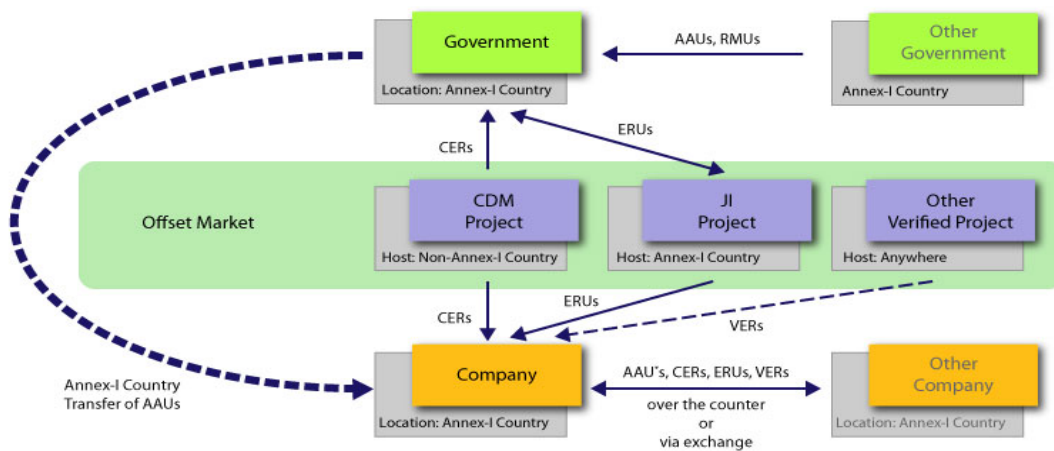 Government
Location: Annex-I Country
AAUs, RMUs
Other
Government
Annex-I Country
CERs
ERUs
Offset Market
CDM
Project
Host: Non-Annex-I Country
JI
Project
Host: Annex-I Country
Other
Verified Project
Host: Anywhere
CERs
ERUs
VERs
Annex-I Country
Transfer of AAUs
Company
Location: Annex-I Country
AAU's, CERs, ERUs, VERs
over the counter
or
via exchange
Other
Company
Location: Annex-I Country